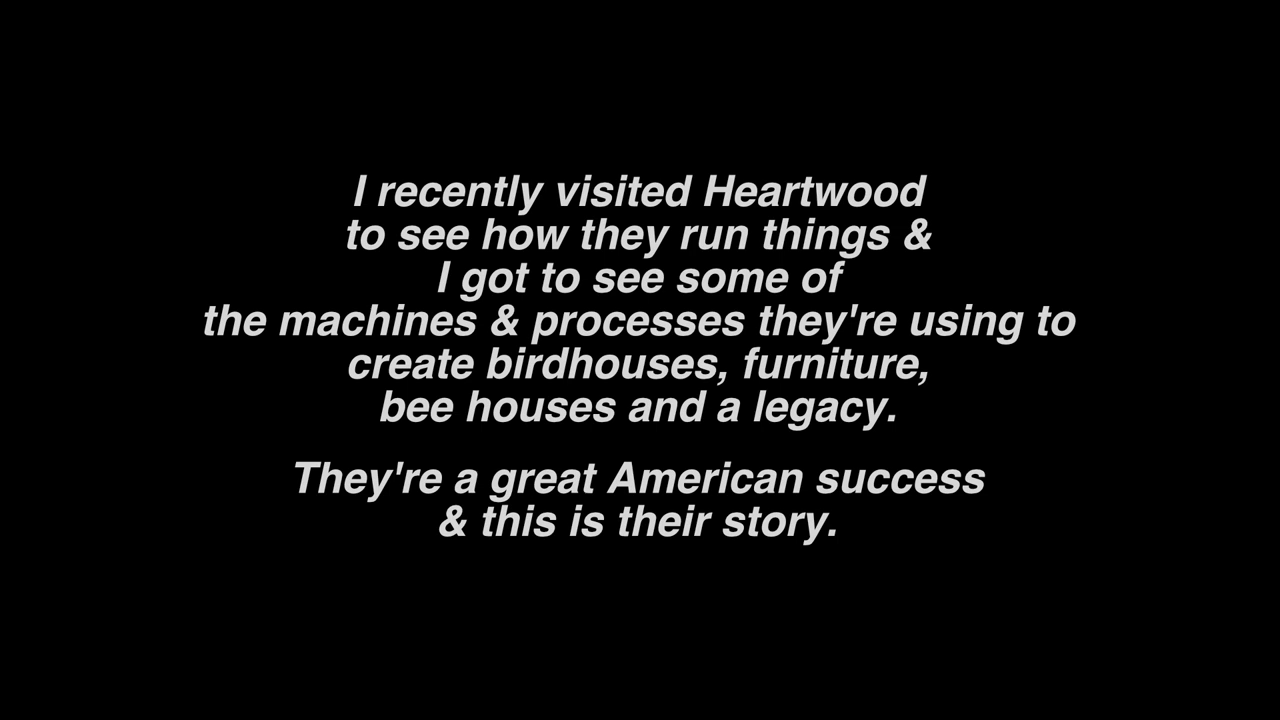 I recently visited Heartwood
to see how they run things &
I got to see some of
the machines & processes they're using to
create birdhouses, furniture,
bee houses and a legacy.
They're a great American success
& this is their story.